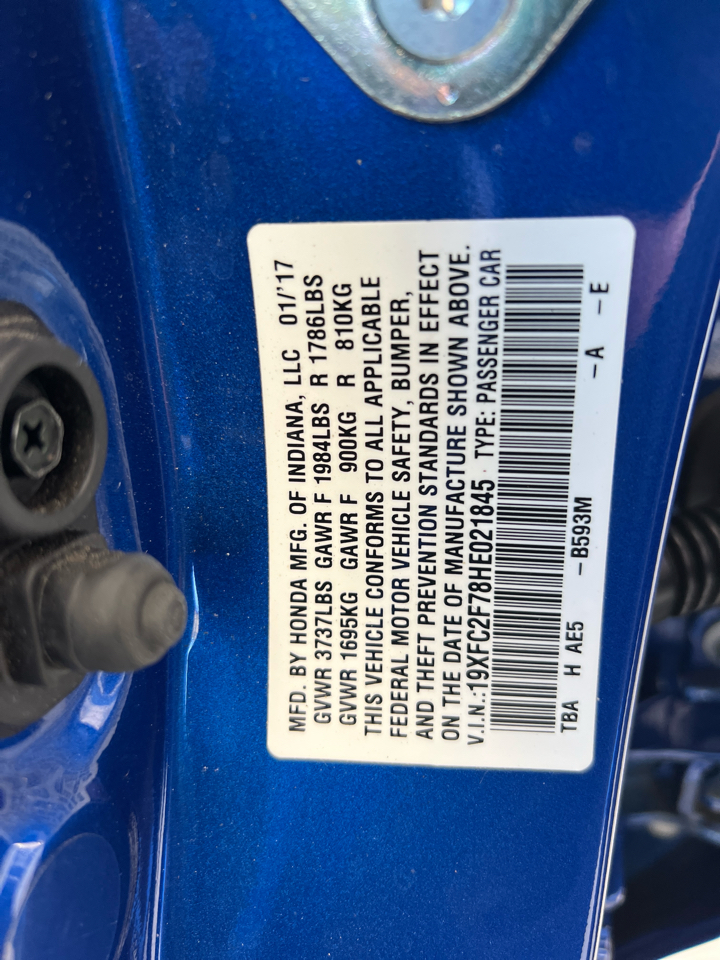 MFD. BY HONDA MFG. OF INDIANA, LLC 01/'17
GVWR 3737LBS GAWR F 1984LBS R 1786LBS
GVWR 1695KG GAWR F 900KG R 810KG
THIS VEHICLE CONFORMS TO ALL APPLICABLE
FEDERAL MOTOR VEHICLE SAFETY, BUMPER,
AND THEFT PREVENTION STANDARDS IN EFFECT
ON THE DATE OF MANUFACTURE SHOWN ABOVE.
V.I.N.:19XFC2F78HE021845 TYPE: PASSENGER CAR
TBA H AE5 -B593M -A -E